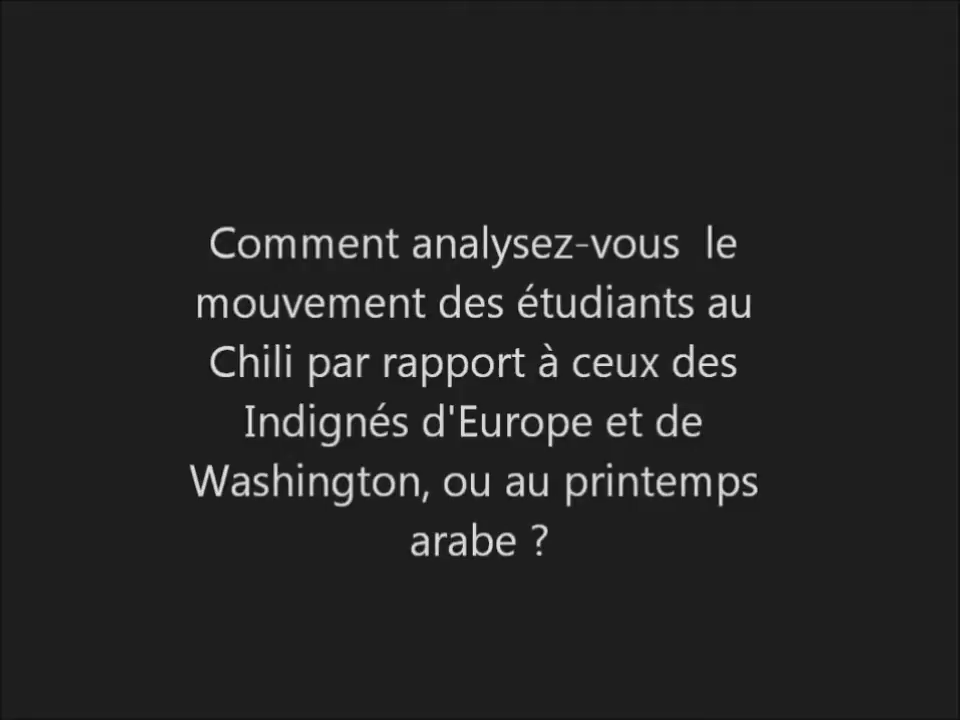 Comment analysez-vous  le
mouvement des étudiants au
Chili par rapport à ceux des
Indignés d'Europe et de
Washington, ou au printemps
arabe ?